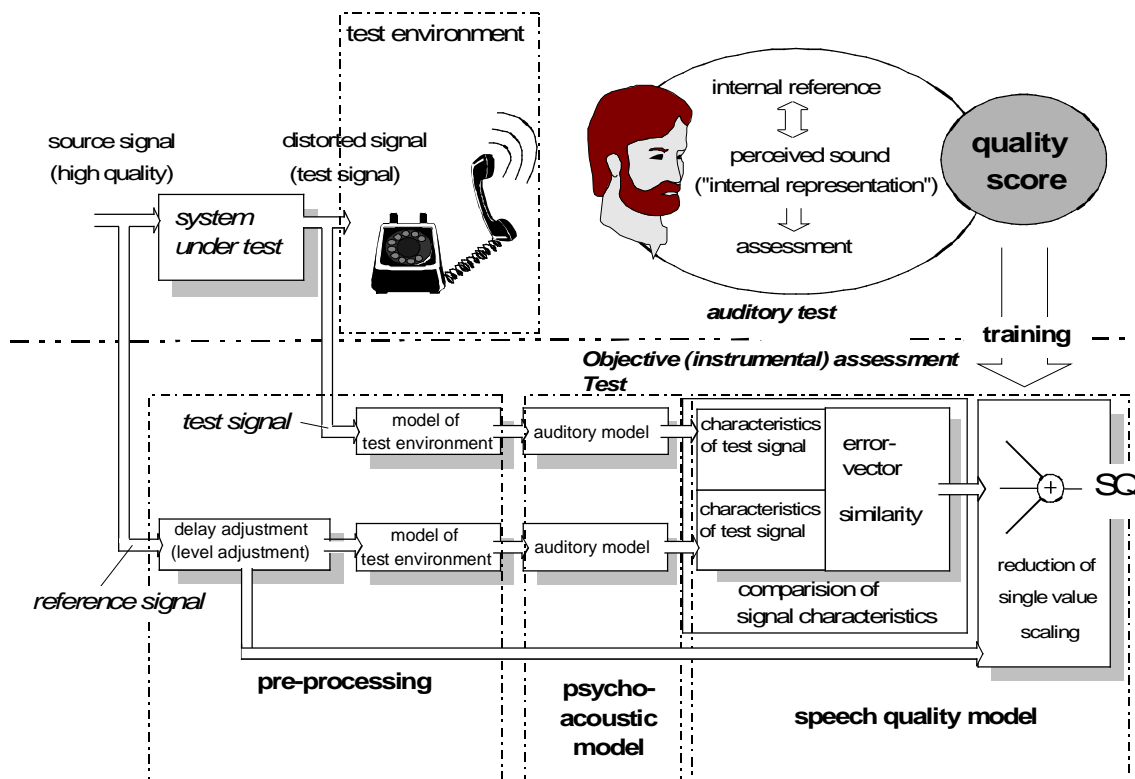 test environment
source signal
(high quality)
distorted signal
(test signal)
system
under test
internal reference
perceived sound
("internal representation")
assessment
auditory test
quality
score
training
Objective (instrumental) assessment
Test
test signal
model of
test environment
auditory model
characteristics
of test signal
error-
vector
similarity
characteristics
of test signal
SQ
delay adjustment
(level adjustment)
model of
test environment
auditory model
reference signal
comparision of
signal characteristics
reduction of
single value
scaling
pre-processing
psycho-
acoustic
model
speech quality model
+